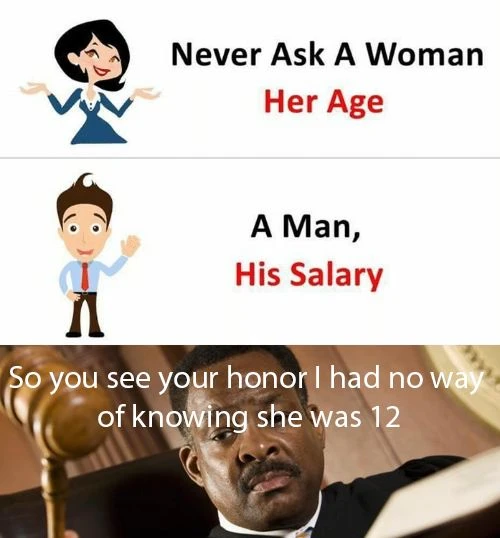 Never Ask A Woman
Her Age
A Man,
His Salary
So you see your honor I had no way
of knowing she was 12